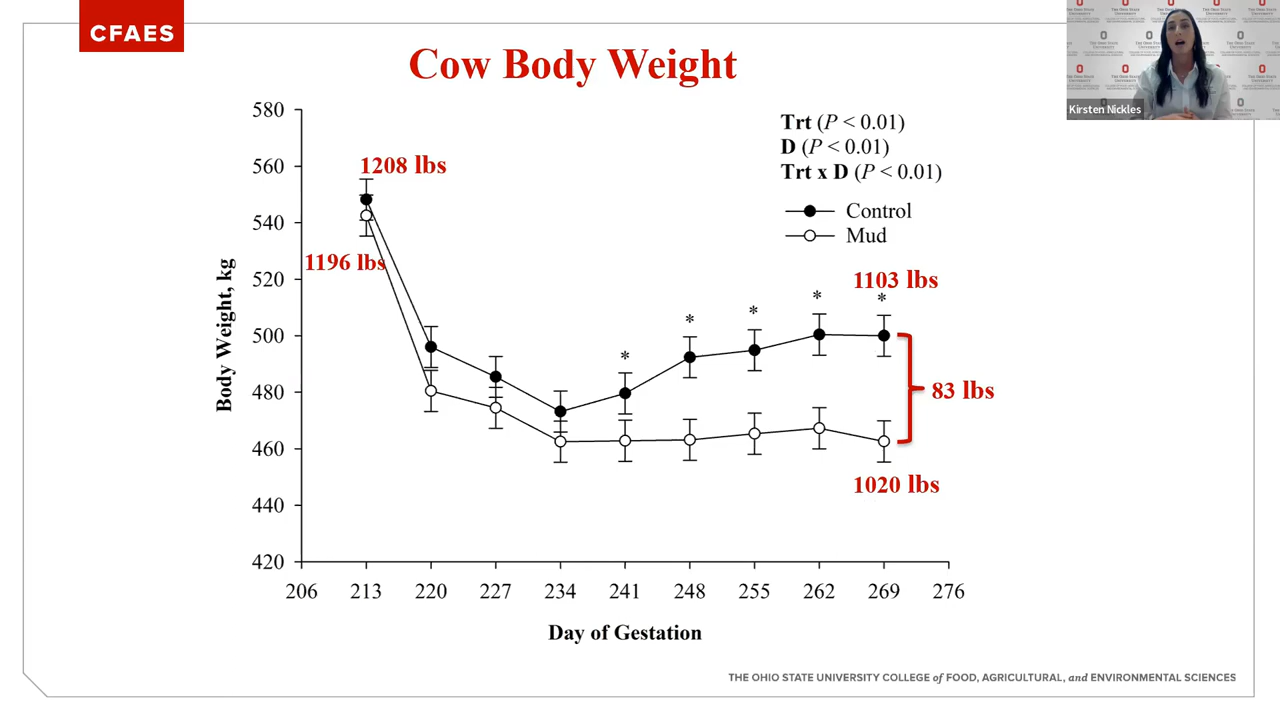 CFAES
Cow Body Weight
Kirsten Nickles
Trt (P < 0.01)
D (P < 0.01)
Trt x D (P < 0.01)
Control
Mud
1208 lbs
1196 lbs
1103 lbs
83 lbs
1020 lbs
*
*
*
*
*
Body Weight, kg
580
560
540
520
500
480
460
440
420
206 213 220 227 234 241 248 255 262 269 276
Day of Gestation
THE OHIO STATE UNIVERSITY COLLEGE of FOOD, AGRICULTURAL, and ENVIRONMENTAL SCIENCES